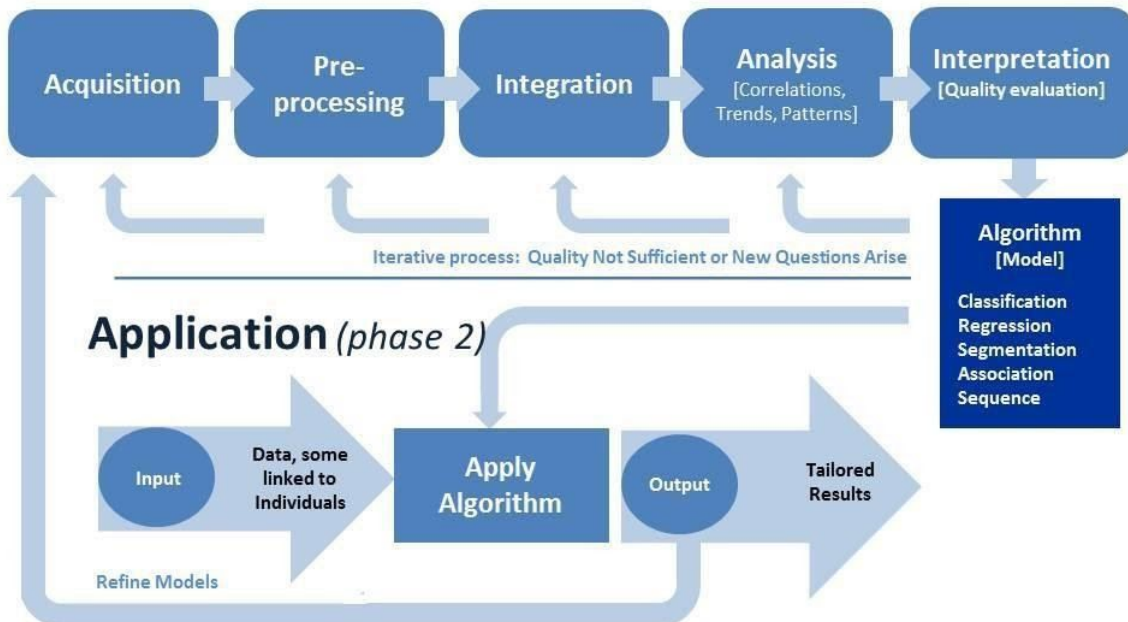 Acquisition
Pre-
processing
Integration
Analysis
[Correlations,
Trends, Patterns]
Interpretation
[Quality evaluation]
Algorithm
[Model]
Classification
Regression
Segmentation
Association
Sequence
Iterative process: Quality Not Sufficient or New Questions Arise
Application (phase 2)
Input
Data, some
linked to
Individuals
Apply
Algorithm
Output
Tailored
Results
Refine Models